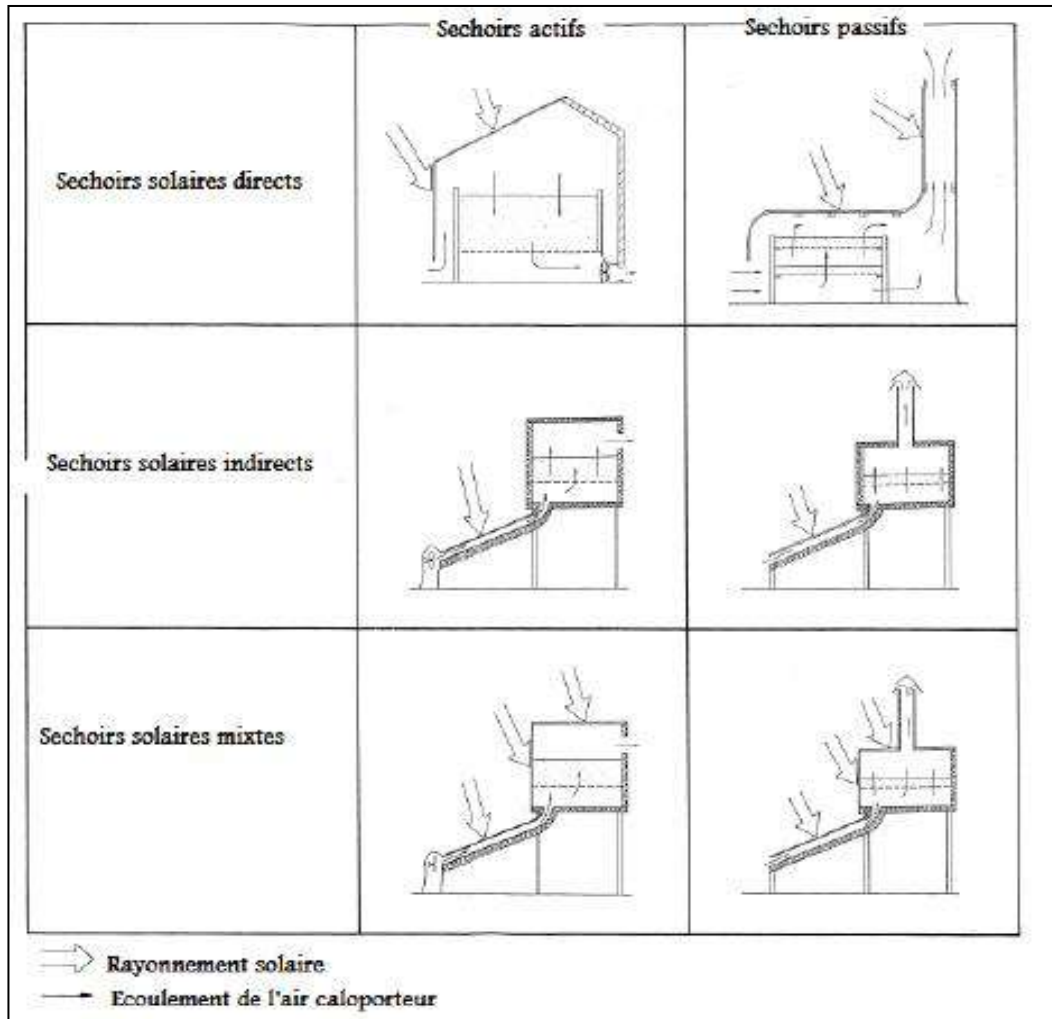 Sechoirs actifs
Sechoirs passifs
Sechoirs solaires directs
Sechoirs solaires indirects
Sechoirs solaires mixtes
Rayonnement solaire
Ecoulement de l'air caloporteur